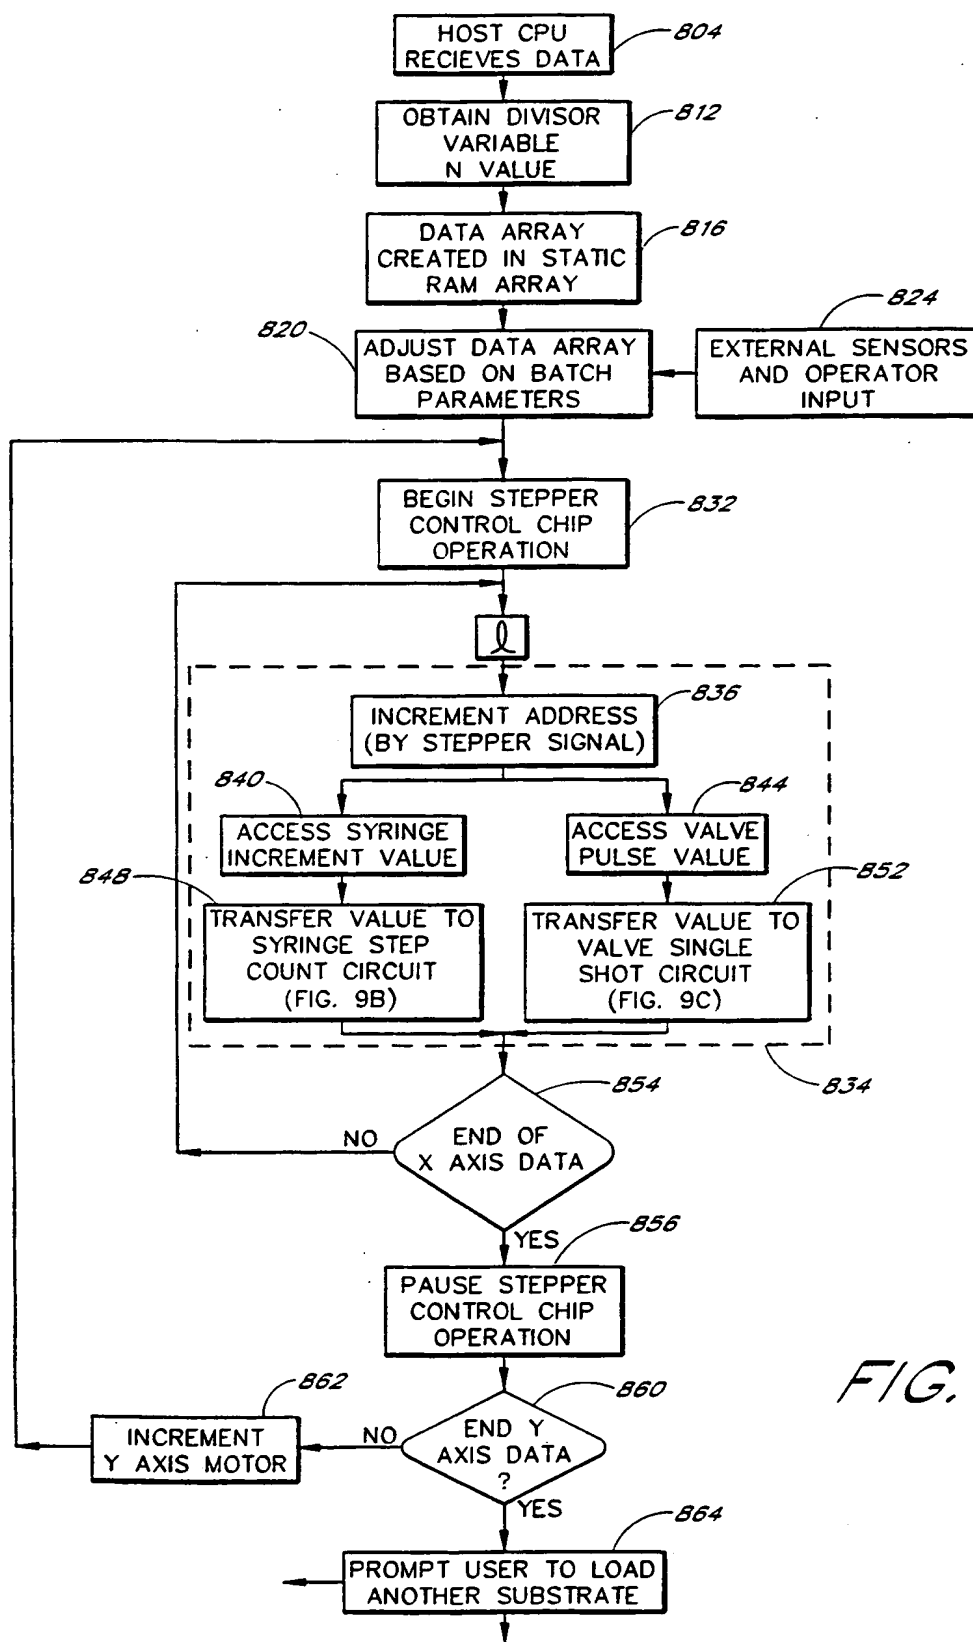 HOST CPU
RECIEVES DATA
804
OBTAIN DIVISOR
VARIABLE
N VALUE
812
DATA ARRAY
CREATED IN STATIC
RAM ARRAY
816
820
ADJUST DATA ARRAY
BASED ON BATCH
PARAMETERS
824
EXTERNAL SENSORS
AND OPERATOR
INPUT
BEGIN STEPPER
CONTROL CHIP
OPERATION
832
l
836
INCREMENT ADDRESS
(BY STEPPER SIGNAL)
840
ACCESS SYRINGE
INCREMENT VALUE
844
ACCESS VALVE
PULSE VALUE
848
TRANSFER VALUE TO
SYRINGE STEP
COUNT CIRCUIT
(FIG. 9B)
852
TRANSFER VALUE TO
VALVE SINGLE
SHOT CIRCUIT
(FIG. 9C)
834
854
END OF
X AXIS DATA
NO
YES
856
PAUSE STEPPER
CONTROL CHIP
OPERATION
860
END Y
AXIS DATA
?
NO
YES
862
INCREMENT
Y AXIS MOTOR
FIG.
864
PROMPT USER TO LOAD
ANOTHER SUBSTRATE